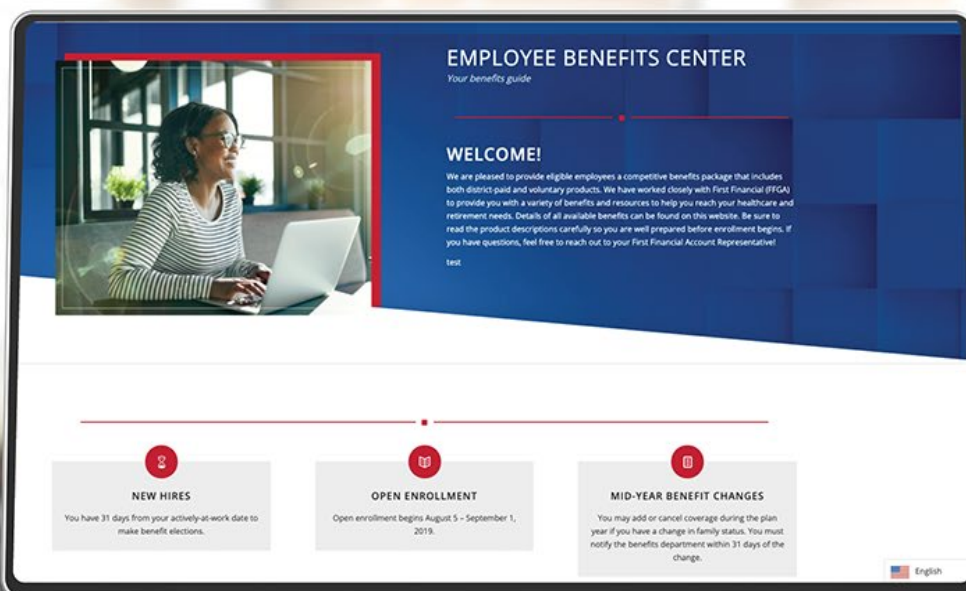 EMPLOYEE BENEFITS CENTER
Your benefits guide
WELCOME!
We are pleased to provide eligible employees a competitive benefits package that includes
both district-paid and voluntary products. We have worked closely with First Financial (FFGA)
to provide you with a variety of benefits and resources to help you reach your healthcare and
retirement needs. Details of all available benefits can be found on this website. Be sure to
read the product descriptions carefully so you are well prepared before enrollment begins. If
you have questions, feel free to reach out to your First Financial Account Representative!
test
NEW HIRES
You have 31 days from your actively-at-work date to
make benefit elections.
OPEN ENROLLMENT
Open enrollment begins August 5 – September 1,
2019.
MID-YEAR BENEFIT CHANGES
You may add or cancel coverage during the plan
year if you have a change in family status. You must
notify the benefits department within 31 days of the
change.
English